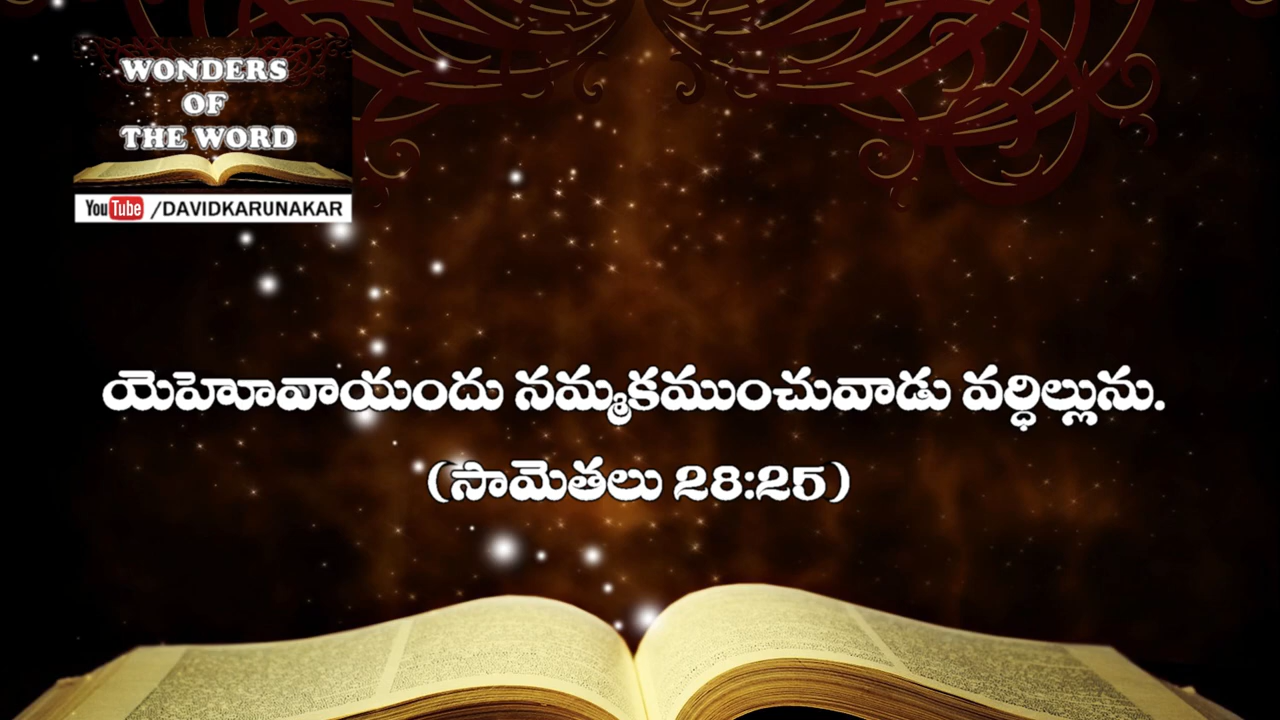 WONDERS
OF
THE WORD
YouTube /DAVIDKARUNAKAR
యెహోవాయందు నమ్మకముంచువాడు వర్ధిల్లును.
(సామెతలు 28:25)